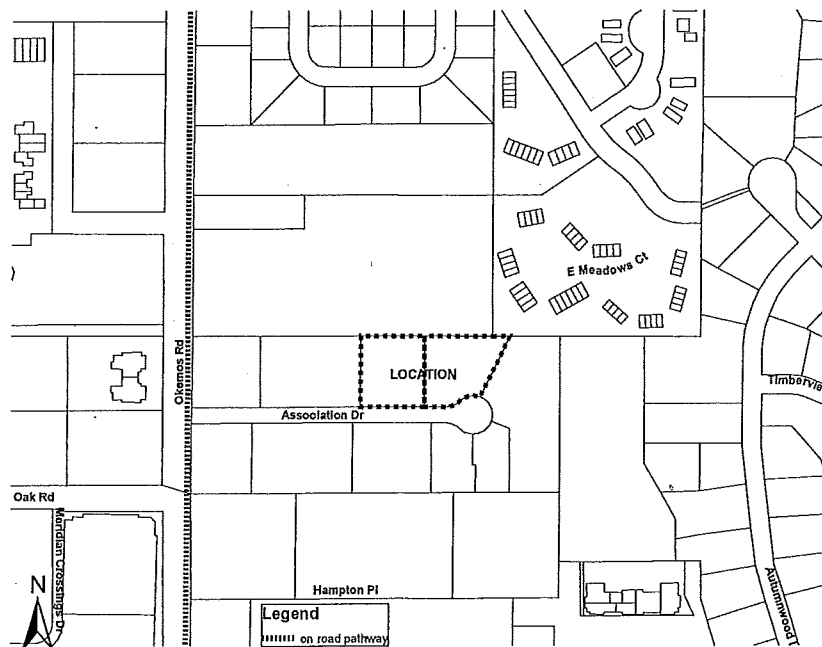 E Meadows Ct
Okemos Rd
LOCATION
Timbervie
Association Dr
Oak Rd
Meridian Crossings Dr
N
Hampton Pl
Autumnwood
Legend
on road pathway